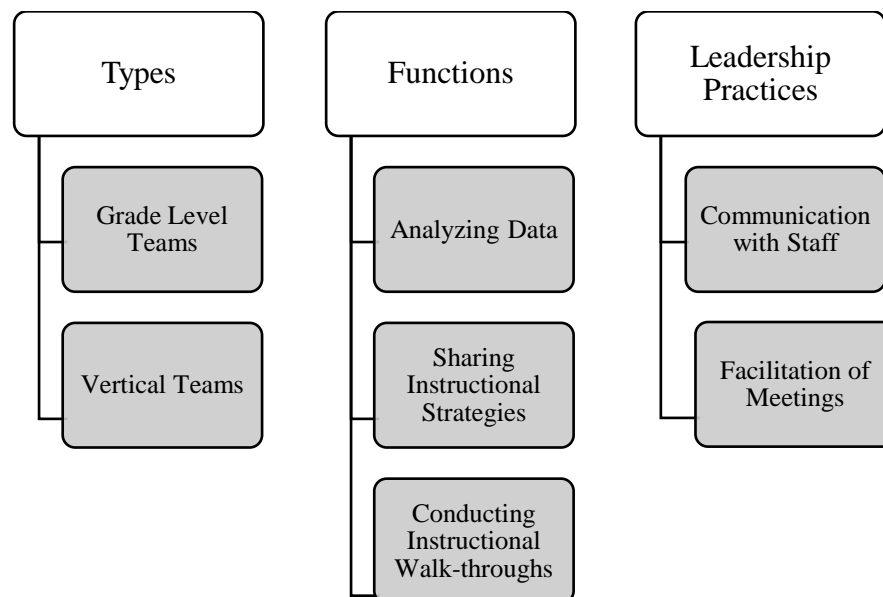 Types
Grade Level
Teams
Vertical Teams
Functions
Analyzing Data
Sharing
Instructional
Strategies
Conducting
Instructional
Walk-throughs
Leadership
Practices
Communication
with Staff
Facilitation of
Meetings